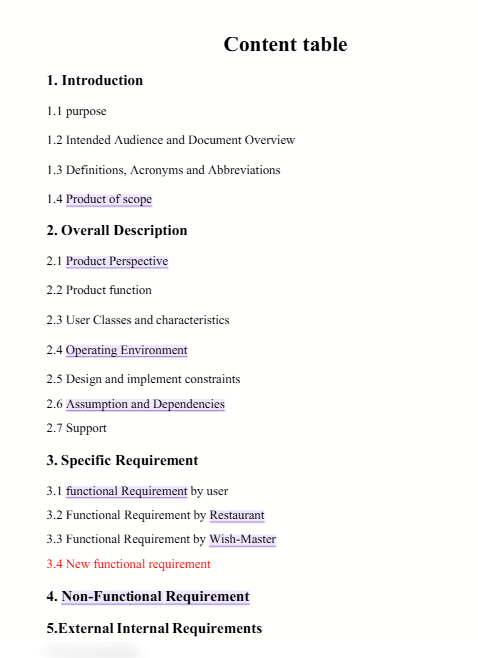 Content table
1. Introduction
1.1 purpose
1.2 Intended Audience and Document Overview
1.3 Definitions, Acronyms and Abbreviations
1.4 Product of scope
2. Overall Description
2.1 Product Perspective
2.2 Product function
2.3 User Classes and characteristics
2.4 Operating Environment
2.5 Design and implement constraints
2.6 Assumption and Dependencies
2.7 Support
3. Specific Requirement
3.1 functional Requirement by user
3.2 Functional Requirement by Restaurant
3.3 Functional Requirement by Wish-Master
3.4 New functional requirement
4. Non-Functional Requirement
5.External Internal Requirements